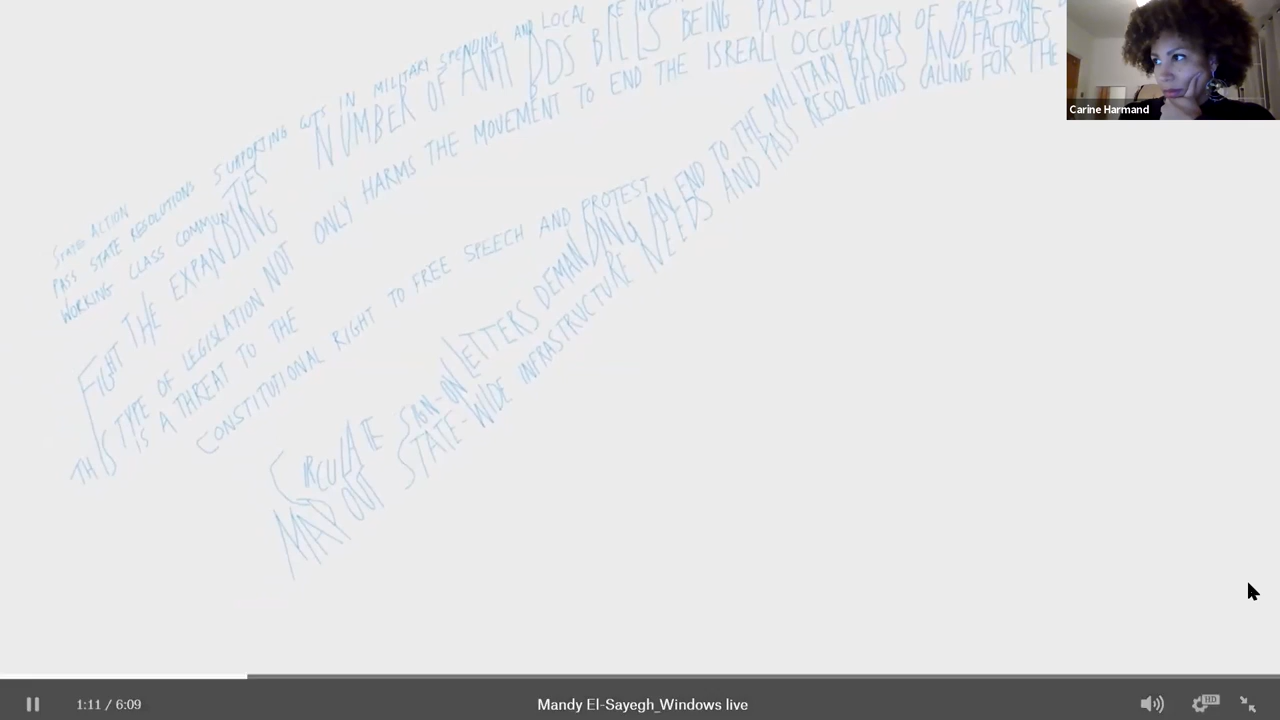 STATE ACTION
PASS STATE RESOLUTIONS SUPPORTING CUTS IN MILITARY SPENDING AND LOCAL
WORKING CLASS COMMUNITIES
FIGHT THE EXPANDING NUMBER OF ANTI BDS BILLS BEING PASSED
THIS TYPE OF LEGISLATION NOT ONLY HARMS THE MOVEMENT TO END THE ISREALI OCCUPATION OF PALESTINE
IS A THREAT TO THE
CONSTITUTIONAL RIGHT TO FREE SPEECH AND PROTEST
CIRCULATE SIGN-ON LETTERS DEMANDING AN END TO THE MILITARY BASES AND FACTORIES
MAP OUT STATE-WIDE INFRASTRUCTURE NEEDS AND PASS RESOLUTIONS CALLING FOR THE
Carine Harmand
1:11 / 6:09
Mandy El-Sayegh_Windows live
HD